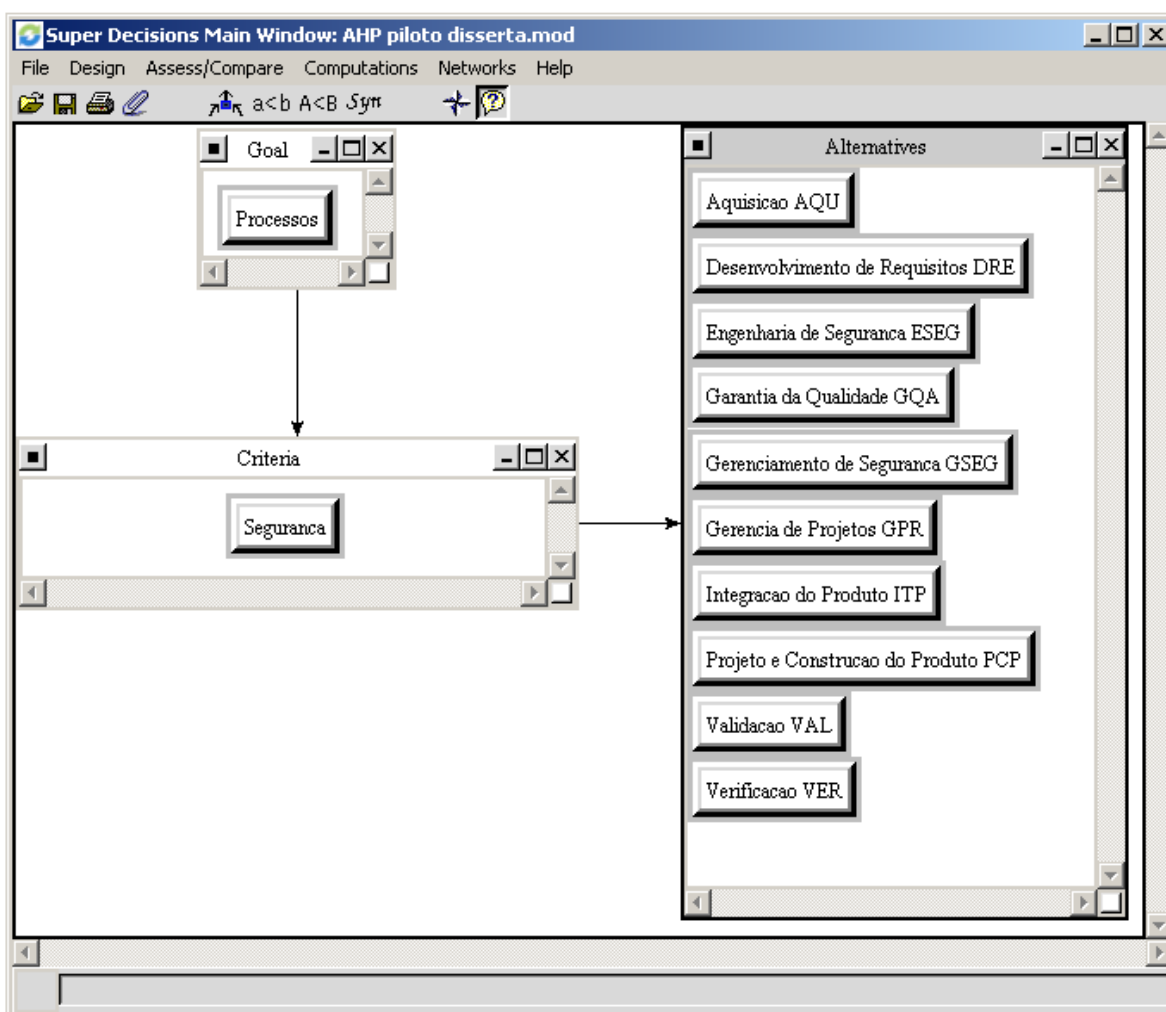 Super Decisions Main Window: AHP piloto disserta.mod
File Design Assess/Compare Computations Networks Help
a<b A<B Syn
Goal
Processos
Criteria
Seguranca
Alternatives
Aquisicao AQU
Desenvolvimento de Requisitos DRE
Engenharia de Seguranca ESEG
Garantia da Qualidade GQA
Gerenciamento de Seguranca GSEG
Gerencia de Projetos GPR
Integracao do Produto ITP
Projeto e Construcao do Produto PCP
Validacao VAL
Verificacao VER